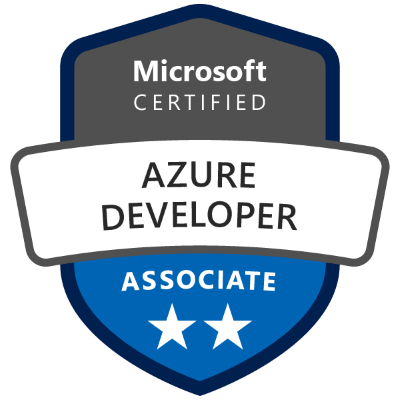 Microsoft
CERTIFIED
AZURE
DEVELOPER
ASSOCIATE